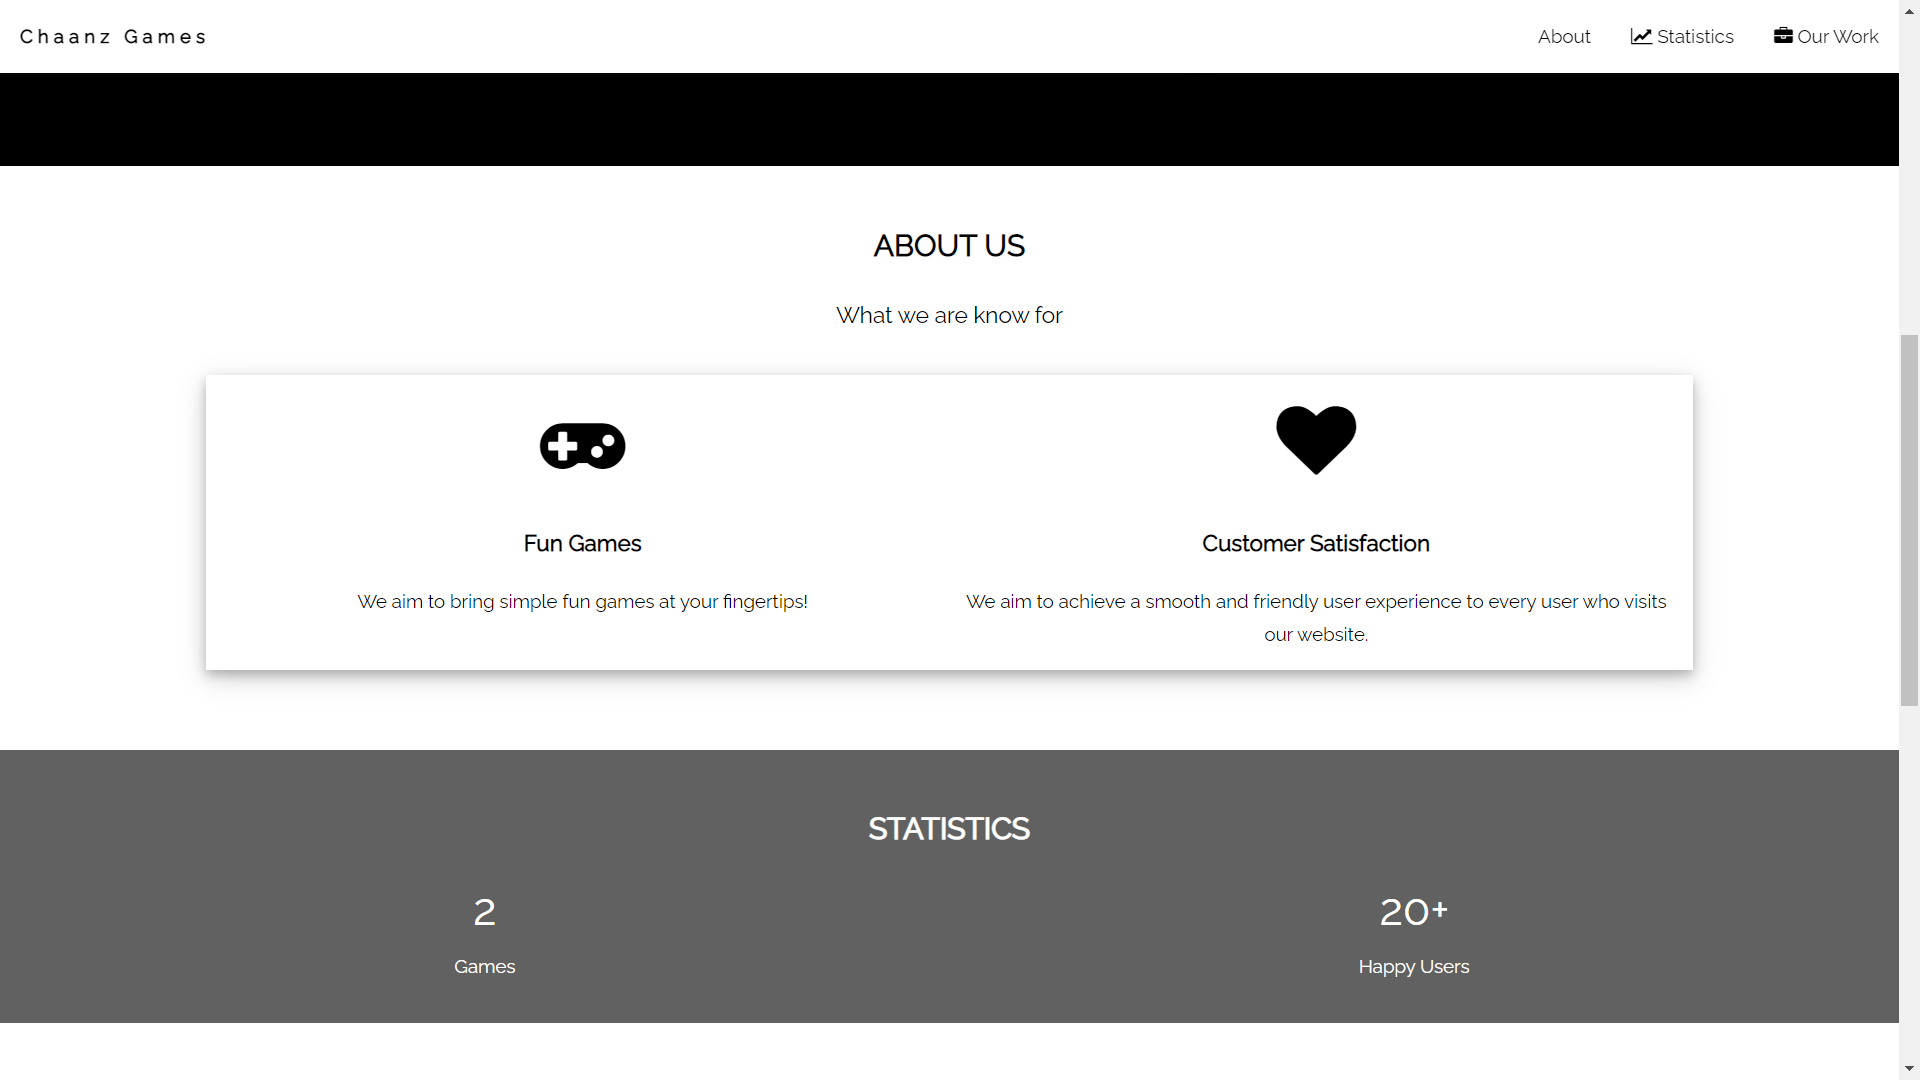 Chaanz Games
About
Statistics
Our Work
ABOUT US
What we are know for
Fun Games
We aim to bring simple fun games at your fingertips!
Customer Satisfaction
We aim to achieve a smooth and friendly user experience to every user who visits
our website.
STATISTICS
2
Games
20+
Happy Users